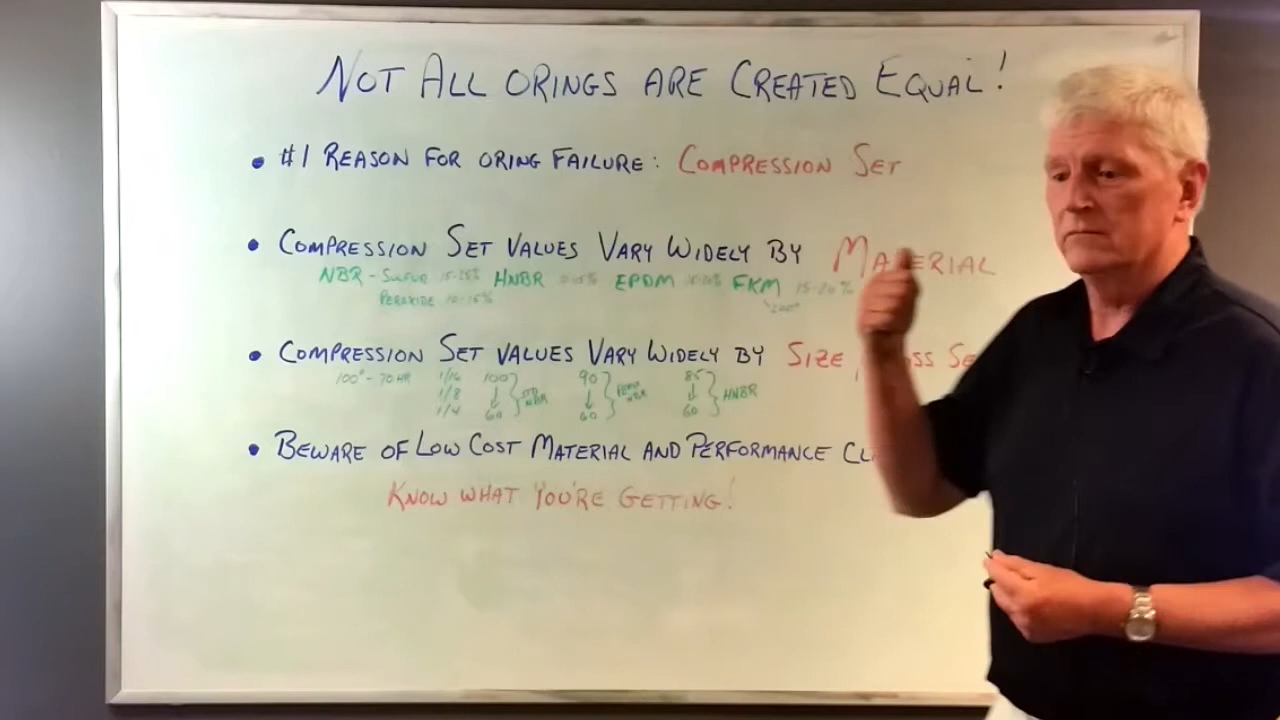 NOT ALL ORINGS ARE CREATED EQUAL!
• #1 REASON FOR ORING FAILURE: COMPRESSION SET
• COMPRESSION SET VALUES VARY WIDELY BY MATERIAL
NBR - SULFUR 15-25% HNBR EPDM FKM 15-20%
PEROXIDE 10-15% 200°
• COMPRESSION SET VALUES VARY WIDELY BY SIZE
100° - 70 HR 1/16 100 90 85
1/8 NBR HNBR
1/4 60 60 60
• BEWARE OF LOW COST MATERIAL AND PERFORMANCE
KNOW WHAT YOU'RE GETTING!